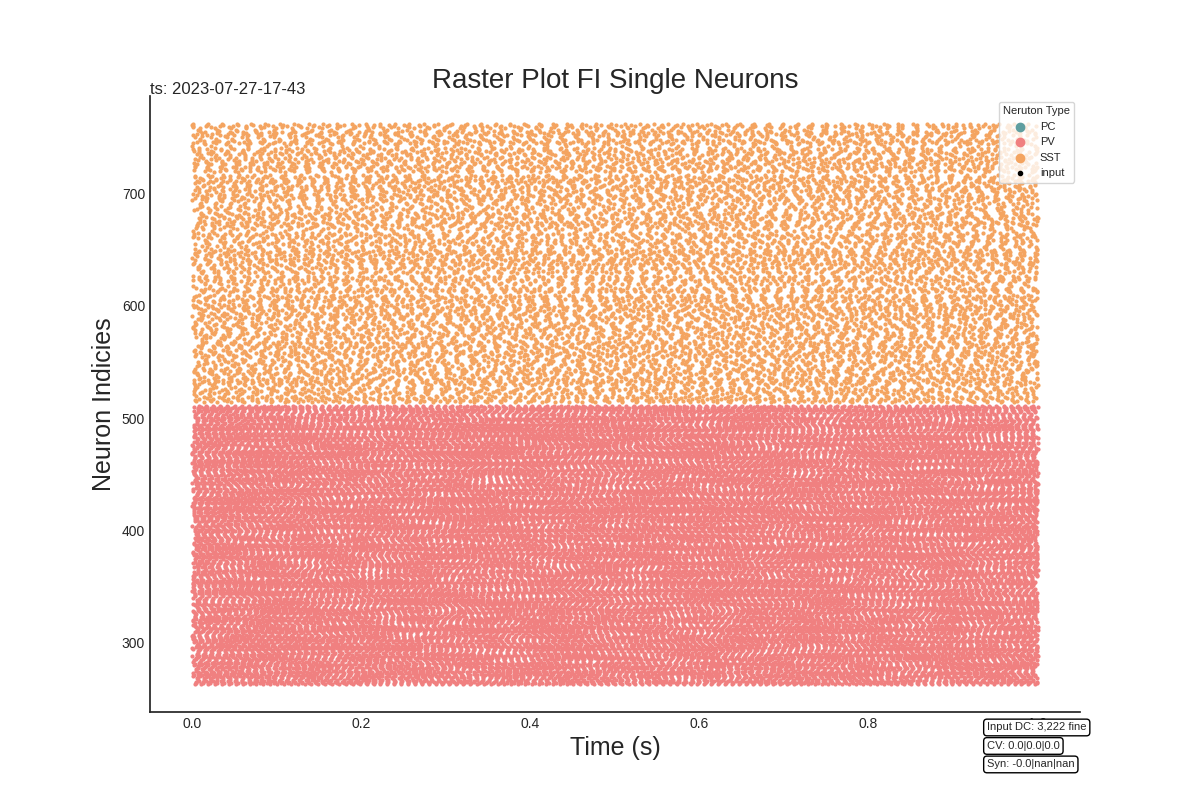 Raster Plot FI Single Neurons
ts: 2023-07-27-17-43
Neruton Type
PC
PV
SST
input
Neuron Indicies
700
600
500
400
300
0.0 0.2 0.4 0.6 0.8
Time (s)
Input DC: 3,222 fine
CV: 0.0|0.0|0.0
Syn: -0.0|nan|nan